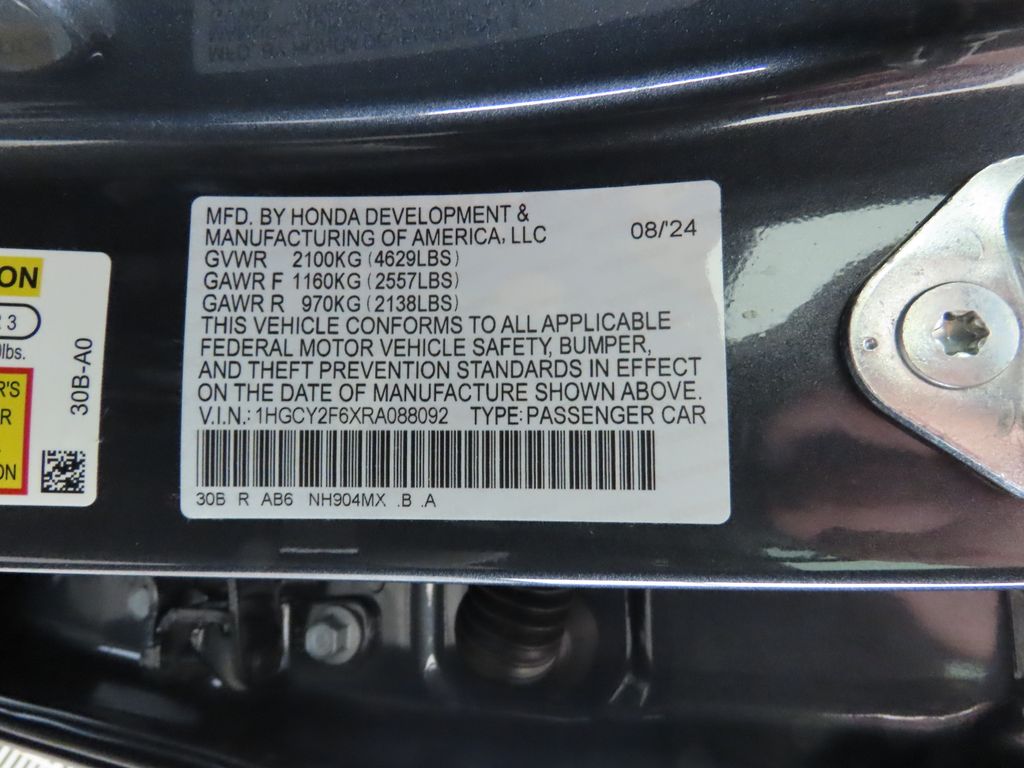 MFD. BY HONDA DEVELOPMENT &
MANUFACTURING OF AMERICA, LLC 08/'24
GVWR 2100KG (4629LBS)
GAWR F 1160KG (2557LBS)
GAWR R 970KG (2138LBS)
THIS VEHICLE CONFORMS TO ALL APPLICABLE
FEDERAL MOTOR VEHICLE SAFETY, BUMPER,
AND THEFT PREVENTION STANDARDS IN EFFECT
ON THE DATE OF MANUFACTURE SHOWN ABOVE.
V.I.N.: 1HGCY2F6XRA088092 TYPE: PASSENGER CAR
30B R AB6 NH904MX .B .A
ON
3
lbs.
30B-A0
R'S
R
ON